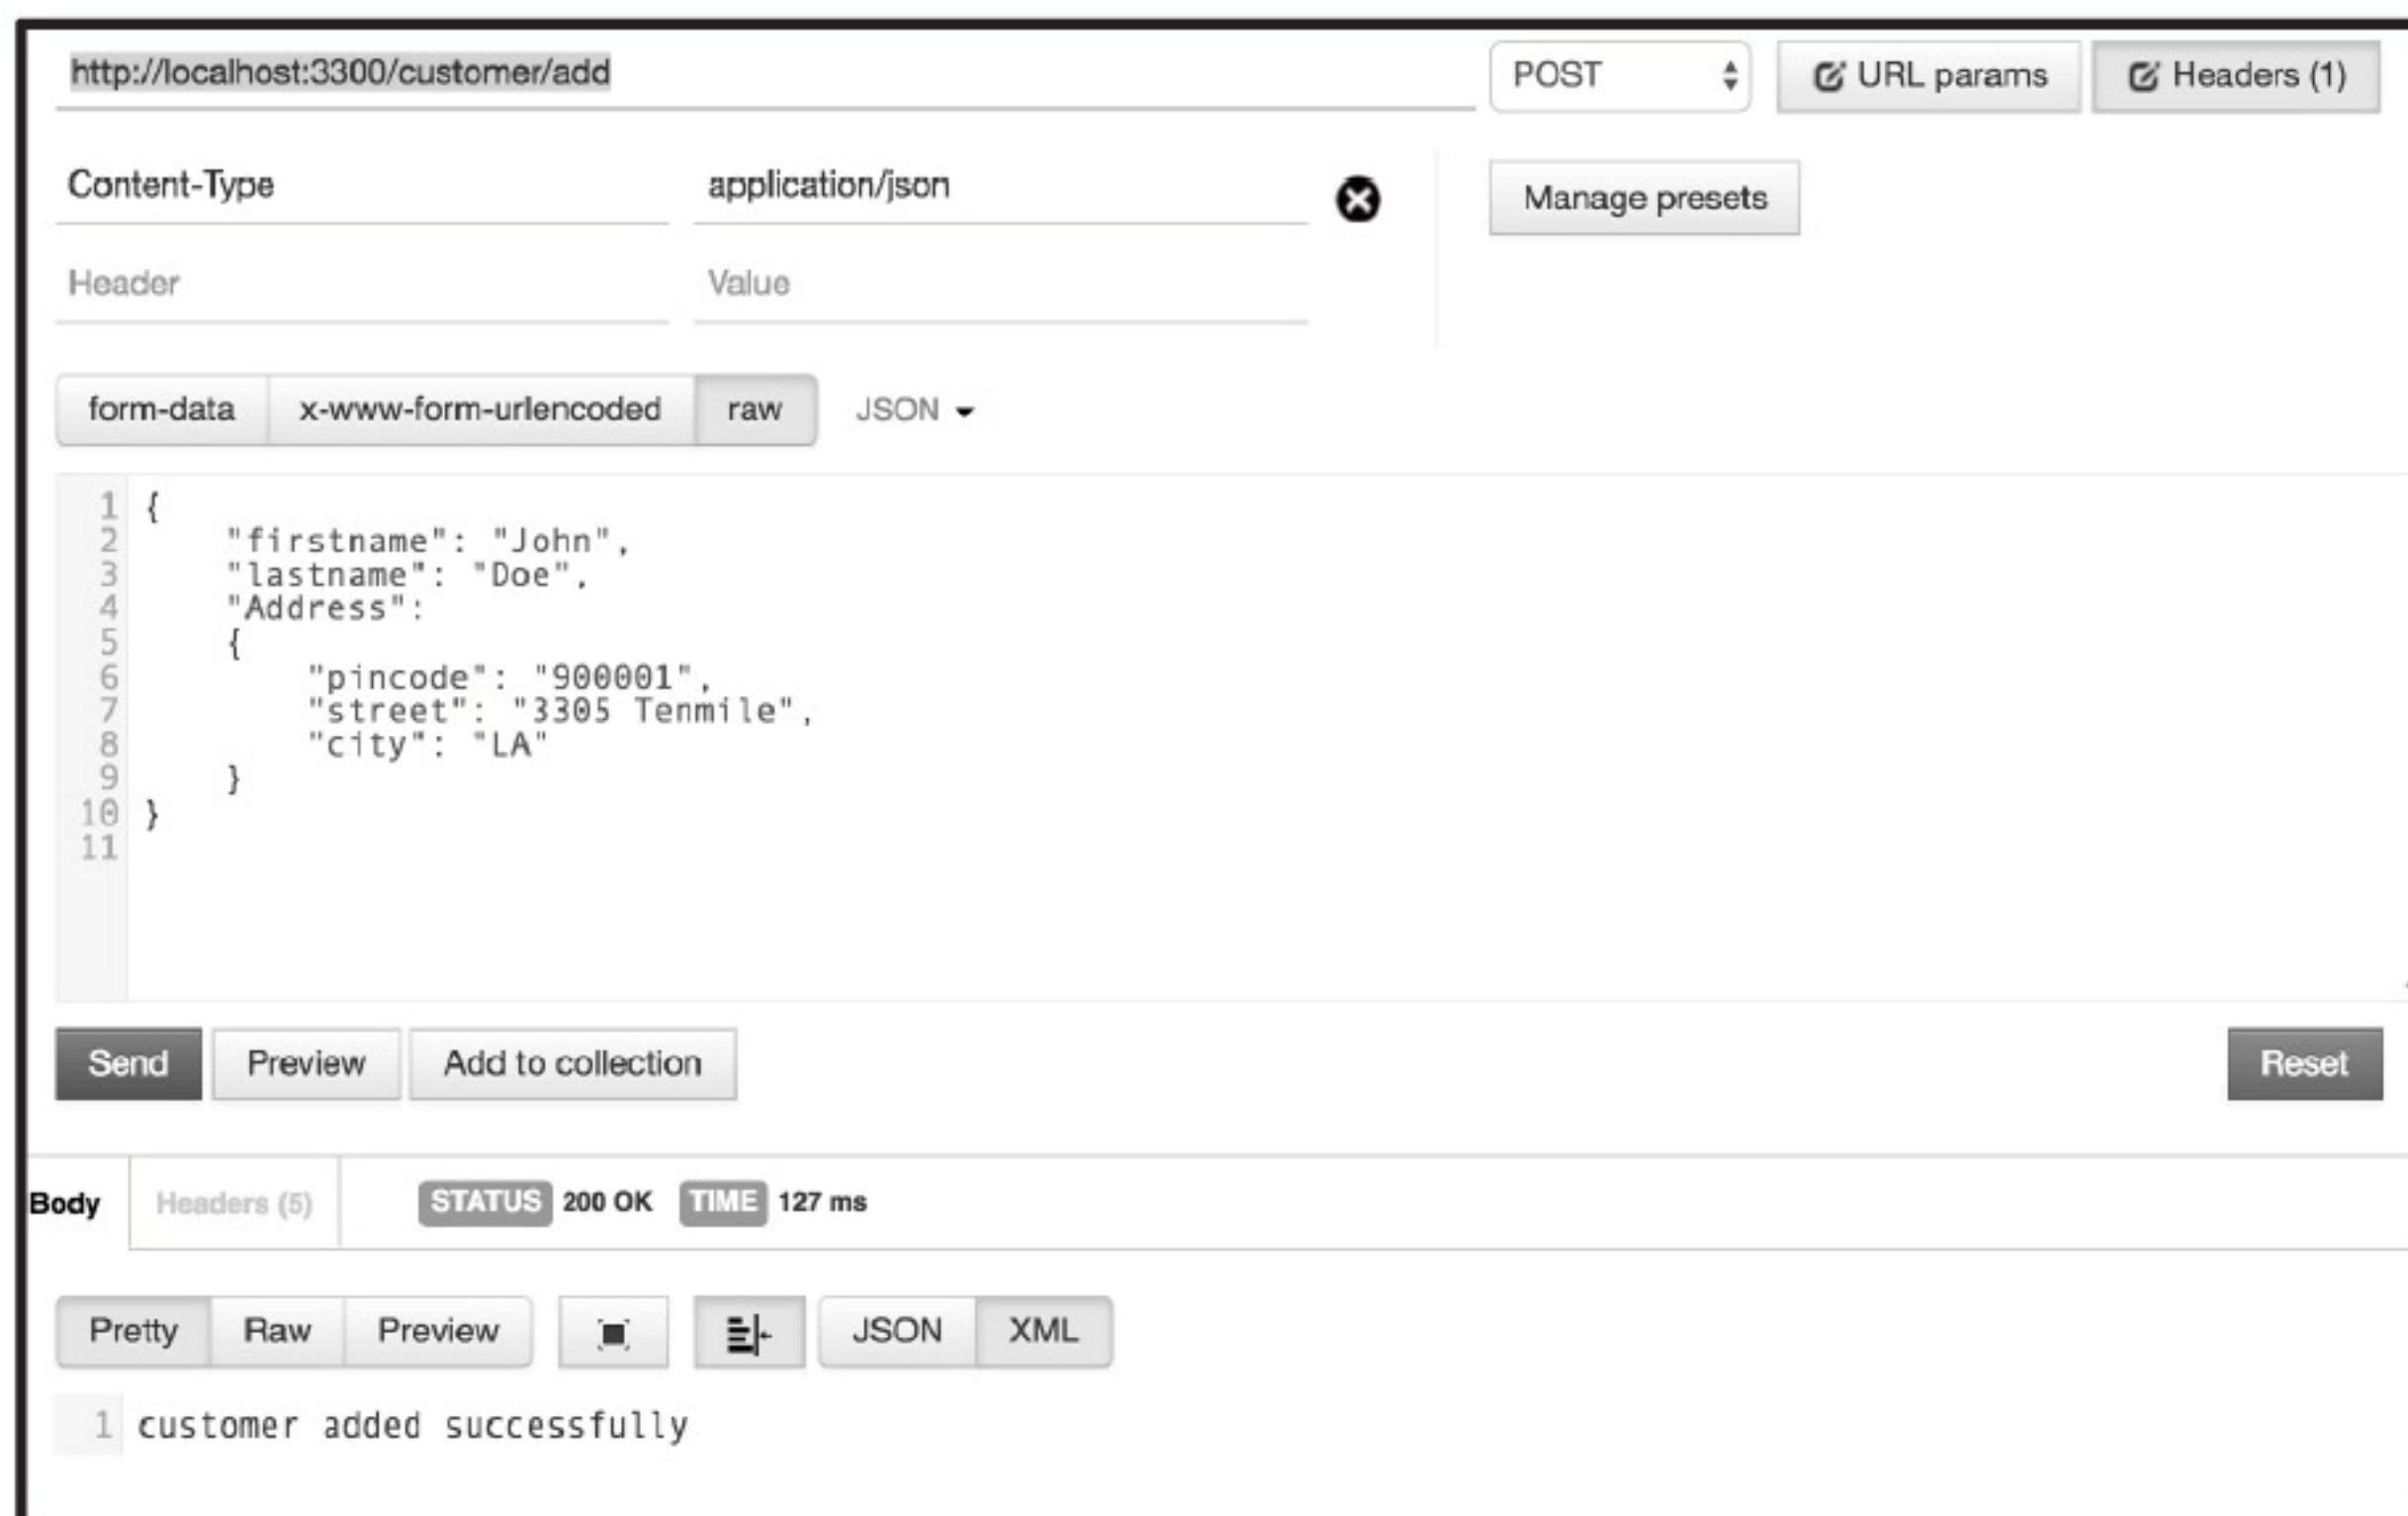 http://localhost:3300/customer/add POST URL params Headers (1)
Content-Type application/json Manage presets
Header Value
form-data x-www-form-urlencoded raw JSON
1 {
2 "firstname": "John",
3 "lastname": "Doe",
4 "Address":
5 {
6 "pincode": "900001",
7 "street": "3305 Tenmile",
8 "city": "LA"
9 }
10 }
11
Send Preview Add to collection Reset
Body Headers (5) STATUS 200 OK TIME 127 ms
Pretty Raw Preview JSON XML
1 customer added successfully